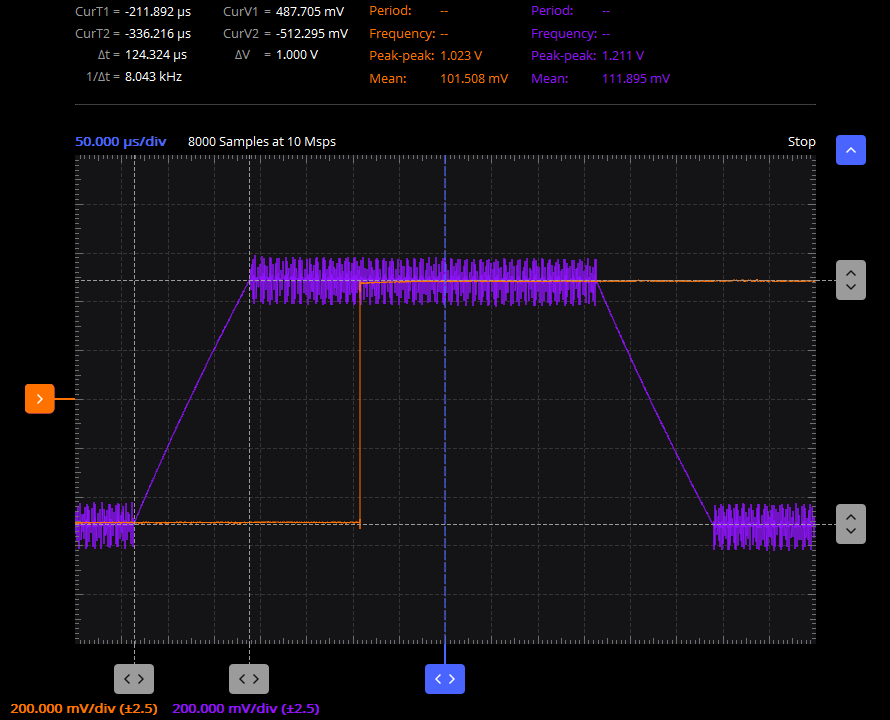 CurT1 = -211.892 µs CurV1 = 487.705 mV Period: -- Period: --
CurT2 = -336.216 µs CurV2 = -512.295 mV Frequency: -- Frequency: --
Δt = 124.324 µs ΔV = 1.000 V Peak-peak: 1.023 V Peak-peak: 1.211 V
1/Δt = 8.043 kHz Mean: 101.508 mV Mean: 111.895 mV
50.000 µs/div 8000 Samples at 10 Msps Stop
200.000 mV/div (±2.5) 200.000 mV/div (±2.5)